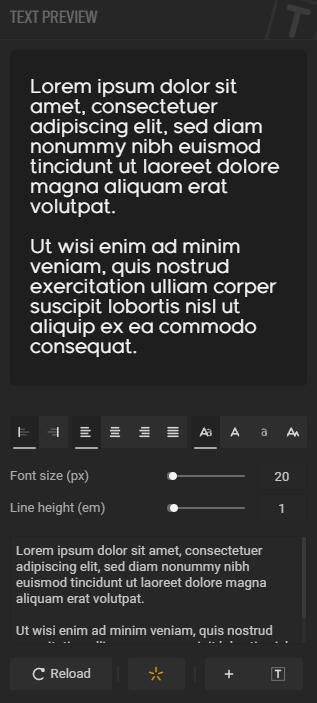 TEXT PREVIEW
T
Lorem ipsum dolor sit
amet, consectetuer
adipiscing elit, sed diam
nonummy nibh euismod
tincidunt ut laoreet dolore
magna aliquam erat
volutpat.
Ut wisi enim ad minim
veniam, quis nostrud
exercitation ulliam corper
suscipit lobortis nisl ut
aliquip ex ea commodo
consequat.
Aa A a AA
Font size (px) 20
Line height (em) 1
Lorem ipsum dolor sit amet, consectetuer
adipiscing elit, sed diam nonummy nibh
euismod tincidunt ut laoreet dolore magna
aliquam erat volutpat.
Ut wisi enim ad minim veniam, quis nostrud
Reload + T